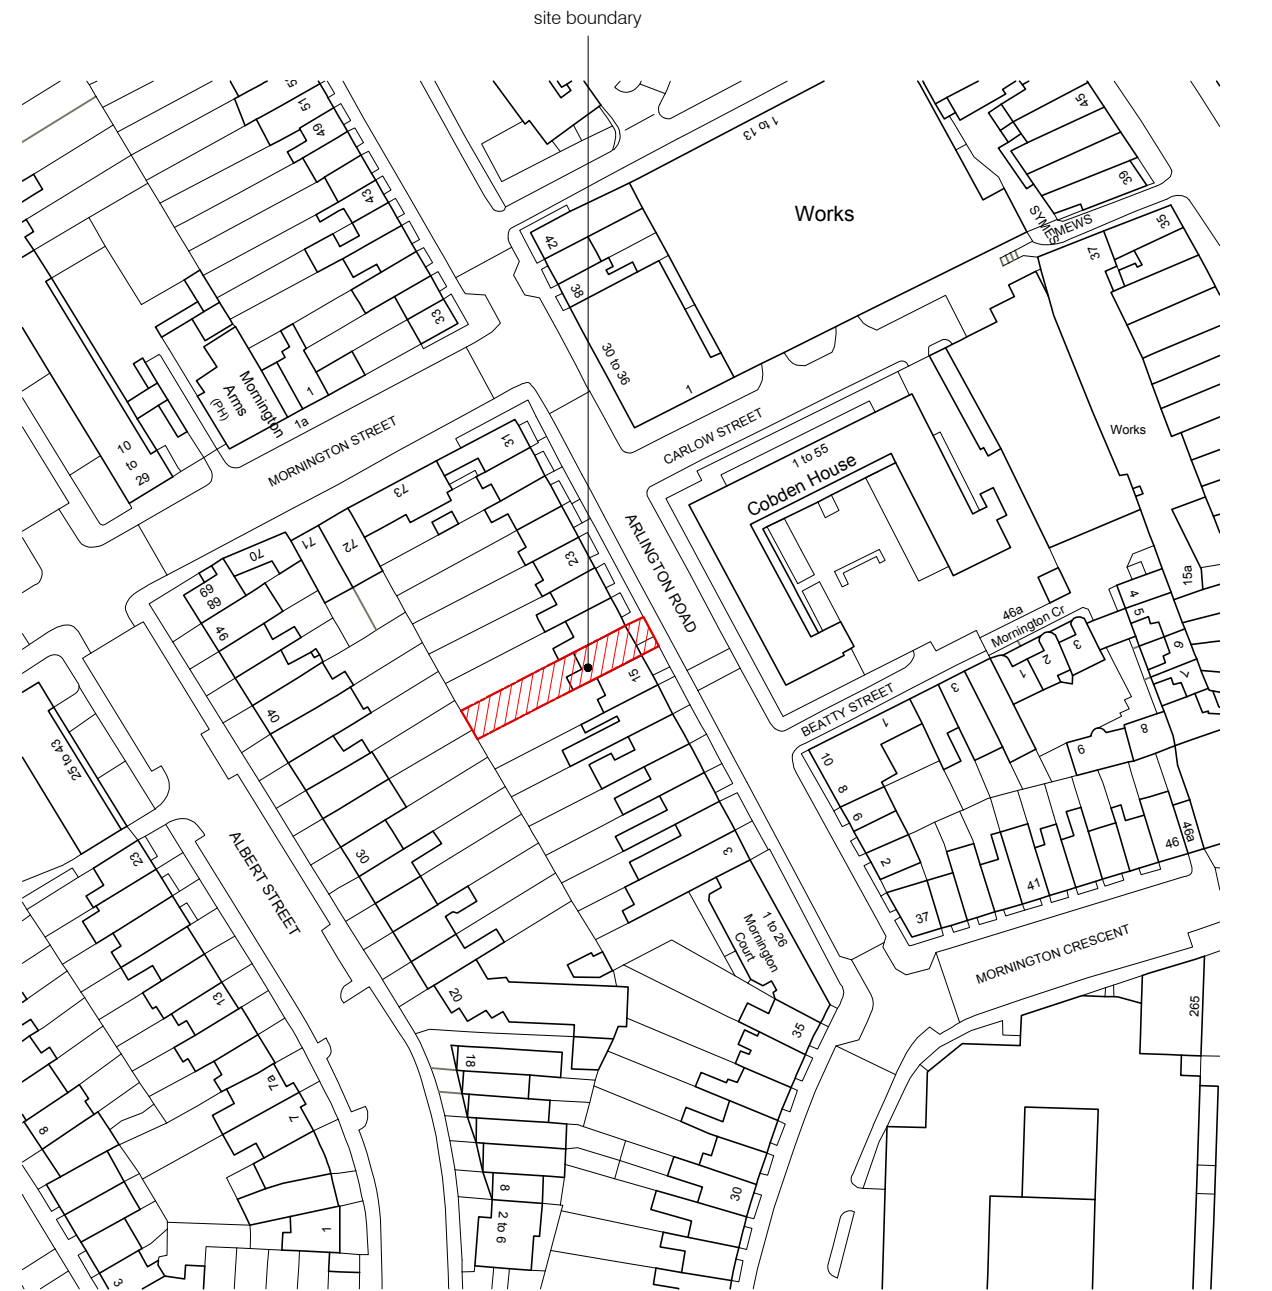 site boundary
51
49
43
33
1 to 13
Works
45
39
SYMES
MEWS
35
37
42
38
30 to 36
1
Mornington
Arms
(PH)
1
1a
10
to
29
MORNINGTON STREET
CARLOW STREET
31
73
1 to 55
Cobden House
Works
ARLINGTON ROAD
23
70
71
72
69
68
46
40
15
15a
46a
Mornington Cr
4
5
6
7
3
2
1
3
1
BEATTY STREET
8
9
10
8
6
2
37
41
46
46a
25 to 43
ALBERT STREET
30
23
3
1 to 26
Mornington
Court
MORNINGTON CRESCENT
265
20
35
13
18
7a
7
8
30
8
2 to 6
1
3